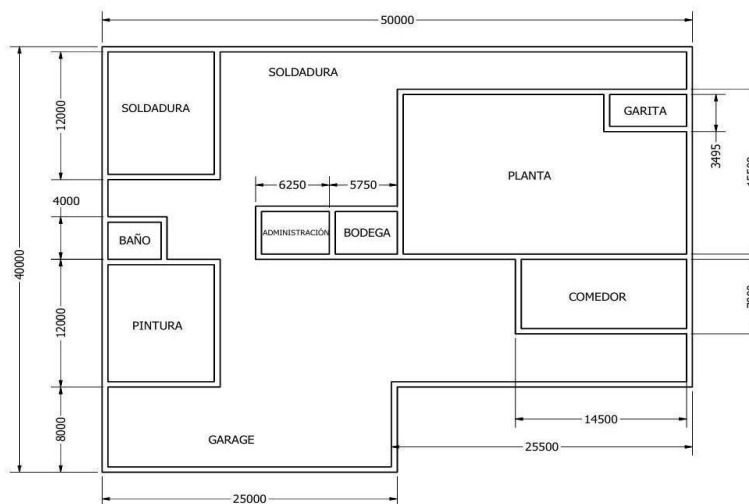 50000
SOLDADURA
SOLDADURA
GARITA
12000
40000
4000
3495
PLANTA
6250
5750
ADMINISTRACIÓN
BODEGA
BAÑO
COMEDOR
PINTURA
12000
8000
GARAGE
14500
25500
25000